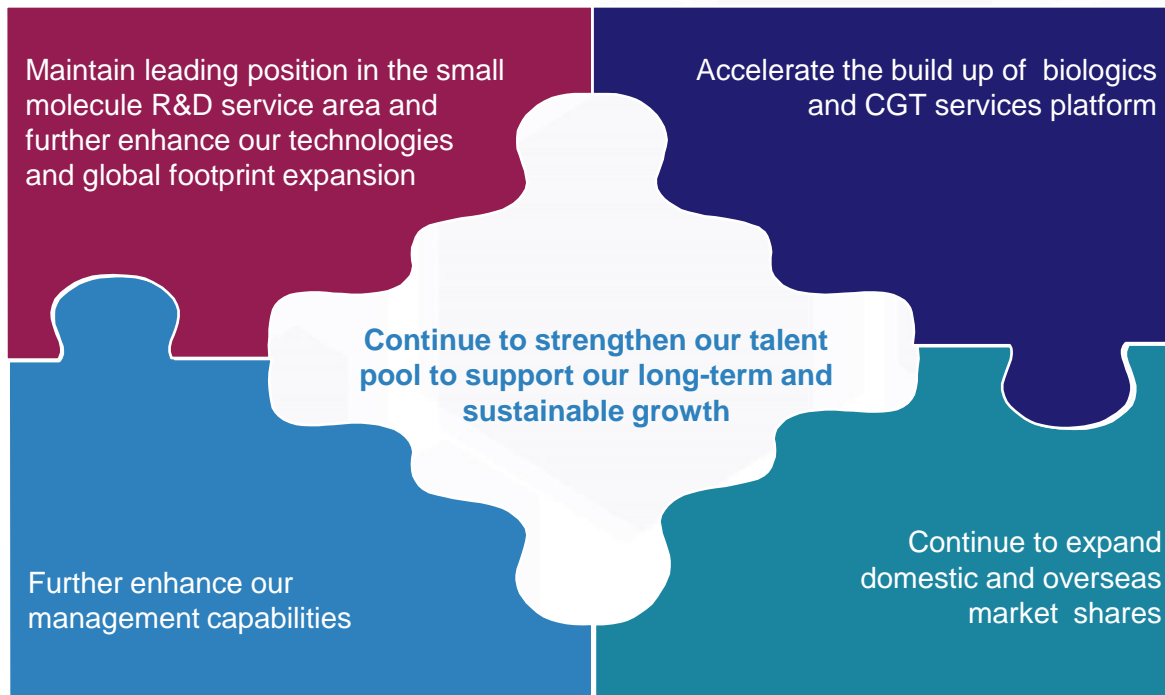 Maintain leading position in the small
molecule R&D service area and
further enhance our technologies
and global footprint expansion
Accelerate the build up of  biologics
and CGT services platform
Continue to strengthen our talent
pool to support our long-term and
sustainable growth
Further enhance our
management capabilities
Continue to expand
domestic and overseas
market  shares